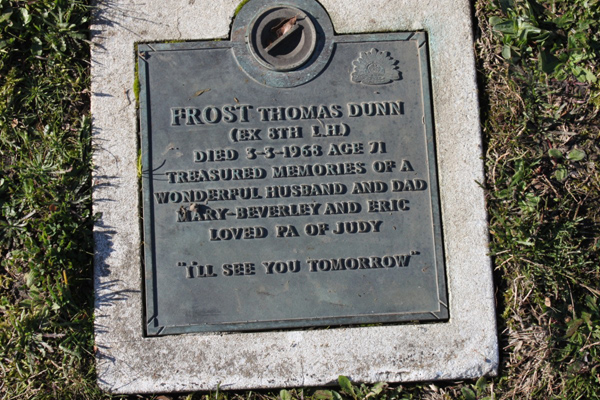 FROST THOMAS DUNN
(EX 8TH L.H.)
DIED 3-3-1968 AGE 71
TREASURED MEMORIES OF A
WONDERFUL HUSBAND AND DAD
MARY-BEVERLEY AND ERIC
LOVED PA OF JUDY
"I'LL SEE YOU TOMORROW"